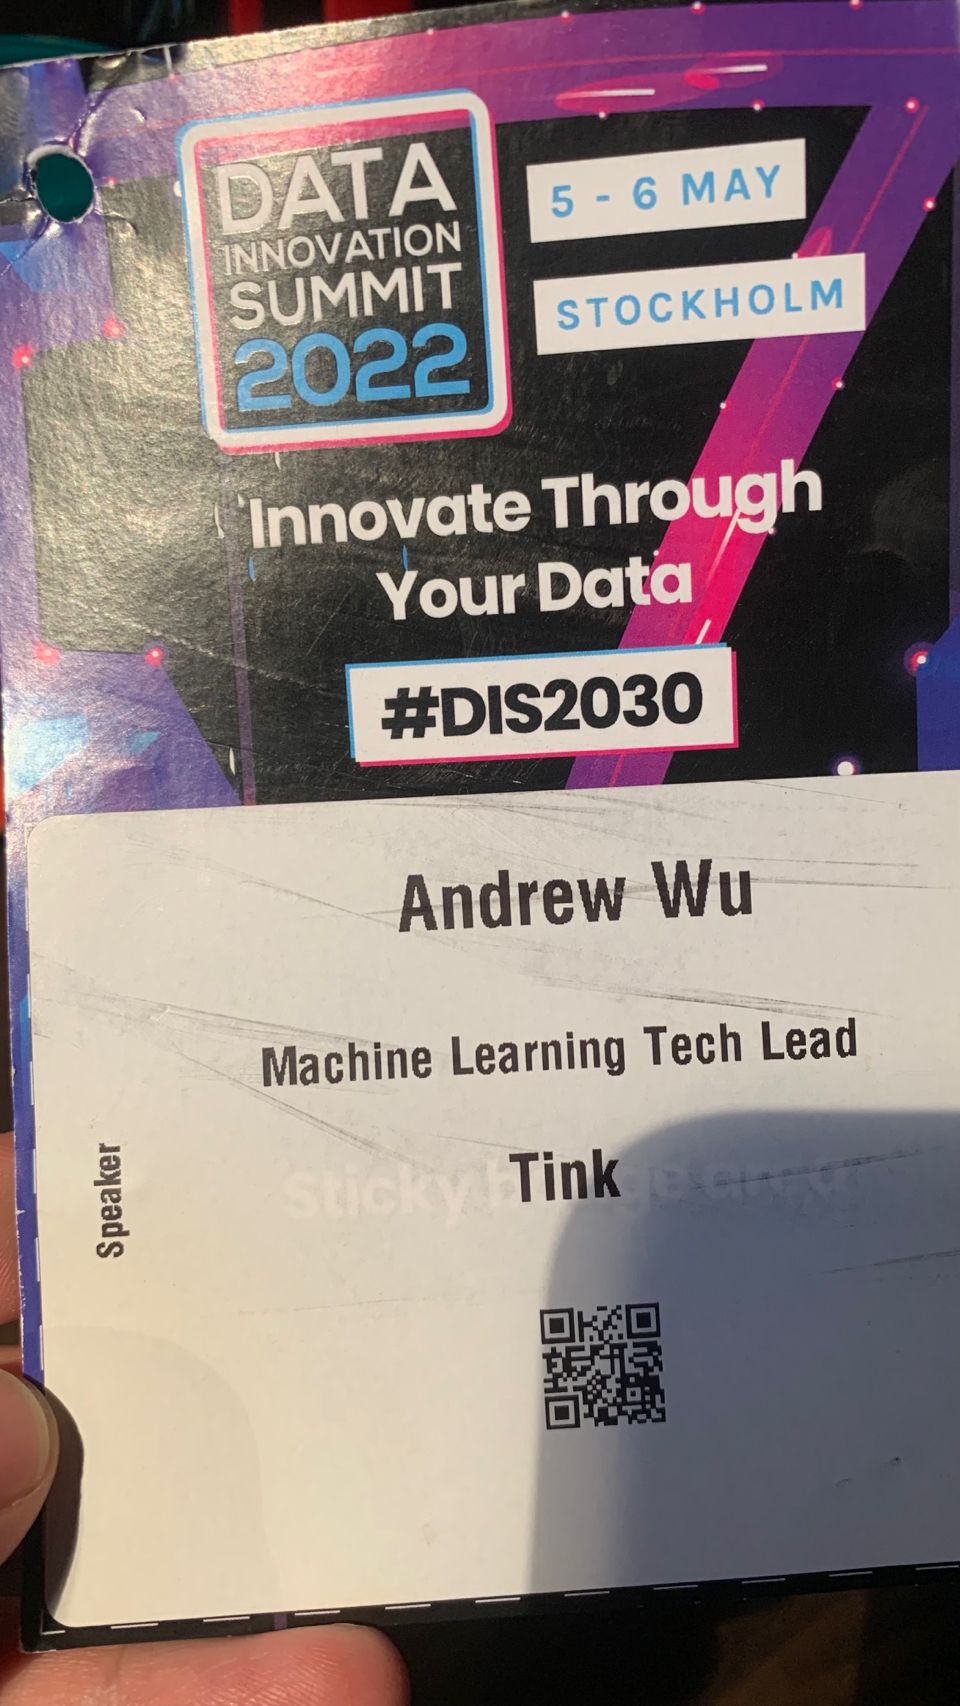 DATA
INNOVATION
SUMMIT
2022
5 - 6 MAY
STOCKHOLM
Innovate Through
Your Data
#DIS2030
Andrew Wu
Machine Learning Tech Lead
Tink
Sticky
Speaker